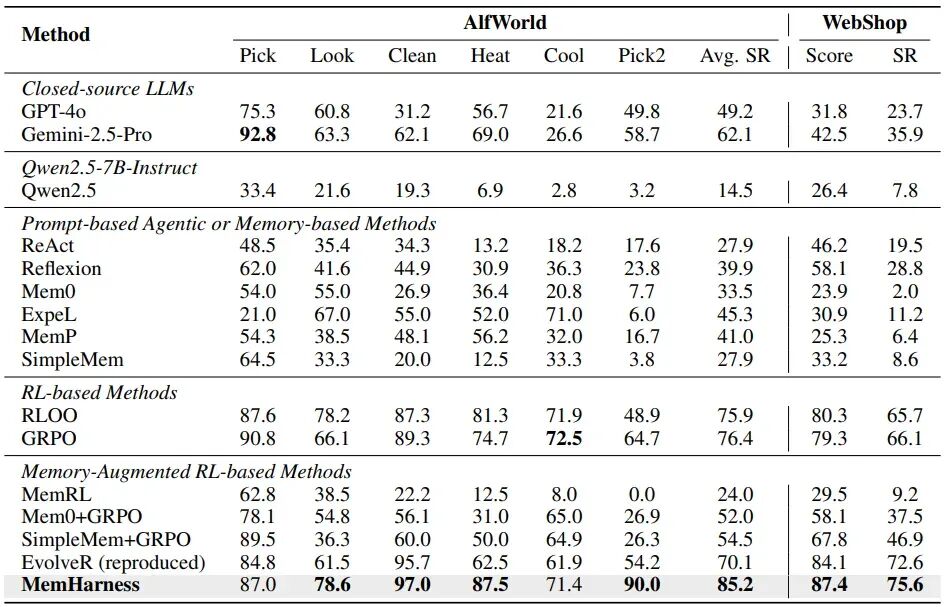 Method AlfWorld WebShop
Pick Look Clean Heat Cool Pick2 Avg. SR Score SR
Closed-source LLMs
GPT-4o 75.3 60.8 31.2 56.7 21.6 49.8 49.2 31.8 23.7
Gemini-2.5-Pro 92.8 63.3 62.1 69.0 26.6 58.7 62.1 42.5 35.9
Qwen2.5-7B-Instruct
Qwen2.5 33.4 21.6 19.3 6.9 2.8 3.2 14.5 26.4 7.8
Prompt-based Agentic or Memory-based Methods
ReAct 48.5 35.4 34.3 13.2 18.2 17.6 27.9 46.2 19.5
Reflexion 62.0 41.6 44.9 30.9 36.3 23.8 39.9 58.1 28.8
Mem0 54.0 55.0 26.9 36.4 20.8 7.7 33.5 23.9 2.0
ExpeL 21.0 67.0 55.0 52.0 71.0 6.0 45.3 30.9 11.2
MemP 54.3 38.5 48.1 56.2 32.0 16.7 41.0 25.3 6.4
SimpleMem 64.5 33.3 20.0 12.5 33.3 3.8 27.9 33.2 8.6
RL-based Methods
RLOO 87.6 78.2 87.3 81.3 71.9 48.9 75.9 80.3 65.7
GRPO 90.8 66.1 89.3 74.7 72.5 64.7 76.4 79.3 66.1
Memory-Augmented RL-based Methods
MemRL 62.8 38.5 22.2 12.5 8.0 0.0 24.0 29.5 9.2
Mem0+GRPO 78.1 54.8 56.1 31.0 65.0 26.9 52.0 58.1 37.5
SimpleMem+GRPO 89.5 36.3 60.0 50.0 64.9 26.3 54.5 67.8 46.9
EvolveR (reproduced) 84.8 61.5 95.7 62.5 61.9 54.2 70.1 84.1 72.6
MemHarness 87.0 78.6 97.0 87.5 71.4 90.0 85.2 87.4 75.6